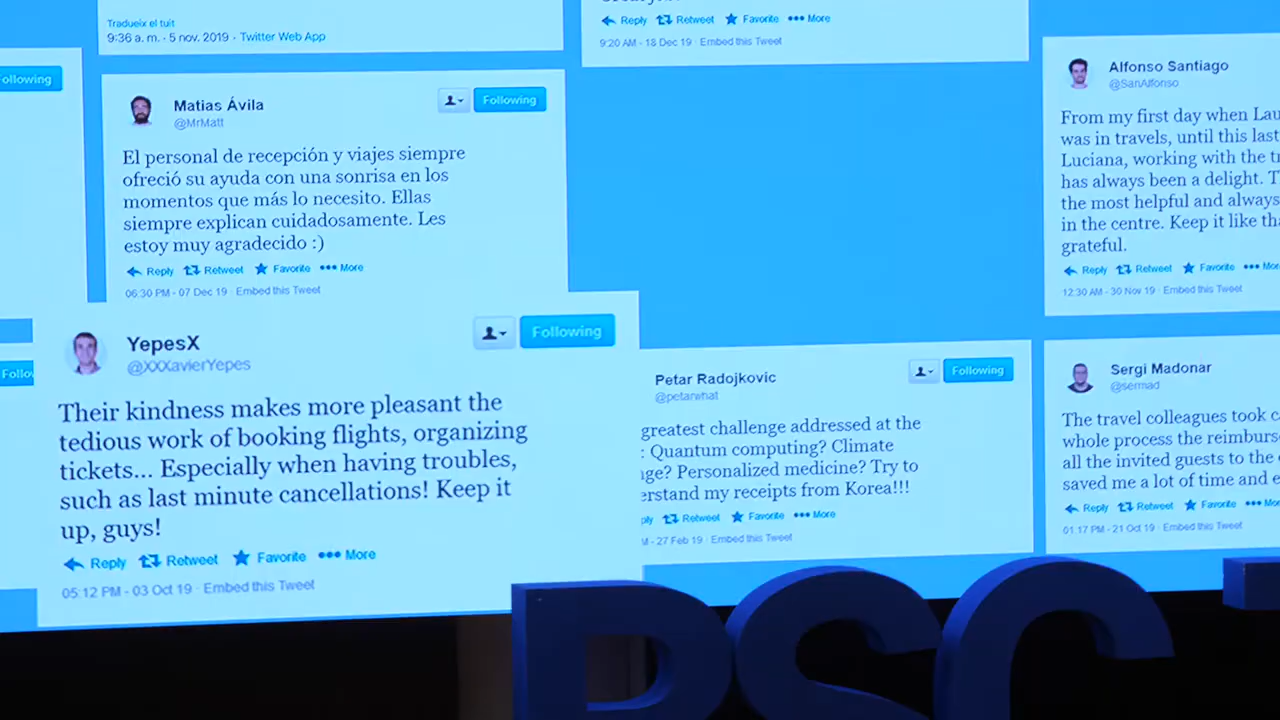 Tradueix el tuit
9:36 a. m. · 5 nov. 2019 · Twitter Web App
Reply Retweet Favorite ••• More
9:20 AM - 18 Dec 19 · Embed this Tweet
Following
Matias Ávila
@MrMatt
Following
El personal de recepción y viajes siempre
ofreció su ayuda con una sonrisa en los
momentos que más lo necesito. Ellas
siempre explican cuidadosamente. Les
estoy muy agradecido :)
Reply Retweet Favorite ••• More
06:30 PM - 07 Dec 19 · Embed this Tweet
Alfonso Santiago
@SanAlfonso
From my first day when Lau
was in travels, until this last
Luciana, working with the tr
has always been a delight. T
the most helpful and always
in the centre. Keep it like tha
grateful.
Reply Retweet Favorite ••• Mor
12:30 AM - 30 Nov 19 · Embed this Tweet
Follo
YepesX
@XXXavierYepes
Following
Their kindness makes more pleasant the
tedious work of booking flights, organizing
tickets... Especially when having troubles,
such as last minute cancellations! Keep it
up, guys!
Reply Retweet Favorite ••• More
05:12 PM - 03 Oct 19 · Embed this Tweet
Petar Radojkovic
@petarwhat
Following
greatest challenge addressed at the
: Quantum computing? Climate
nge? Personalized medicine? Try to
erstand my receipts from Korea!!!
ply Retweet Favorite ••• More
M - 27 Feb 19 · Embed this Tweet
Sergi Madonar
@sermad
The travel colleagues took c
whole process the reimburs
all the invited guests to the
saved me a lot of time and e
Reply Retweet Favorite ••• Mor
01:17 PM - 21 Oct 19 · Embed this Tweet
BSC